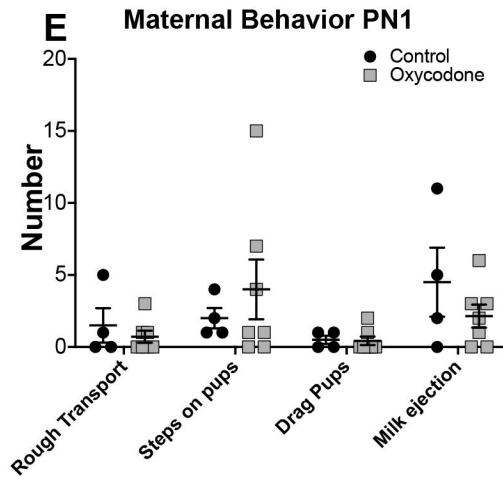 E
Maternal Behavior PN1
Control
Oxycodone
Number
20
15
10
5
0
Rough Transport
Steps on pups
Drag Pups
Milk ejection